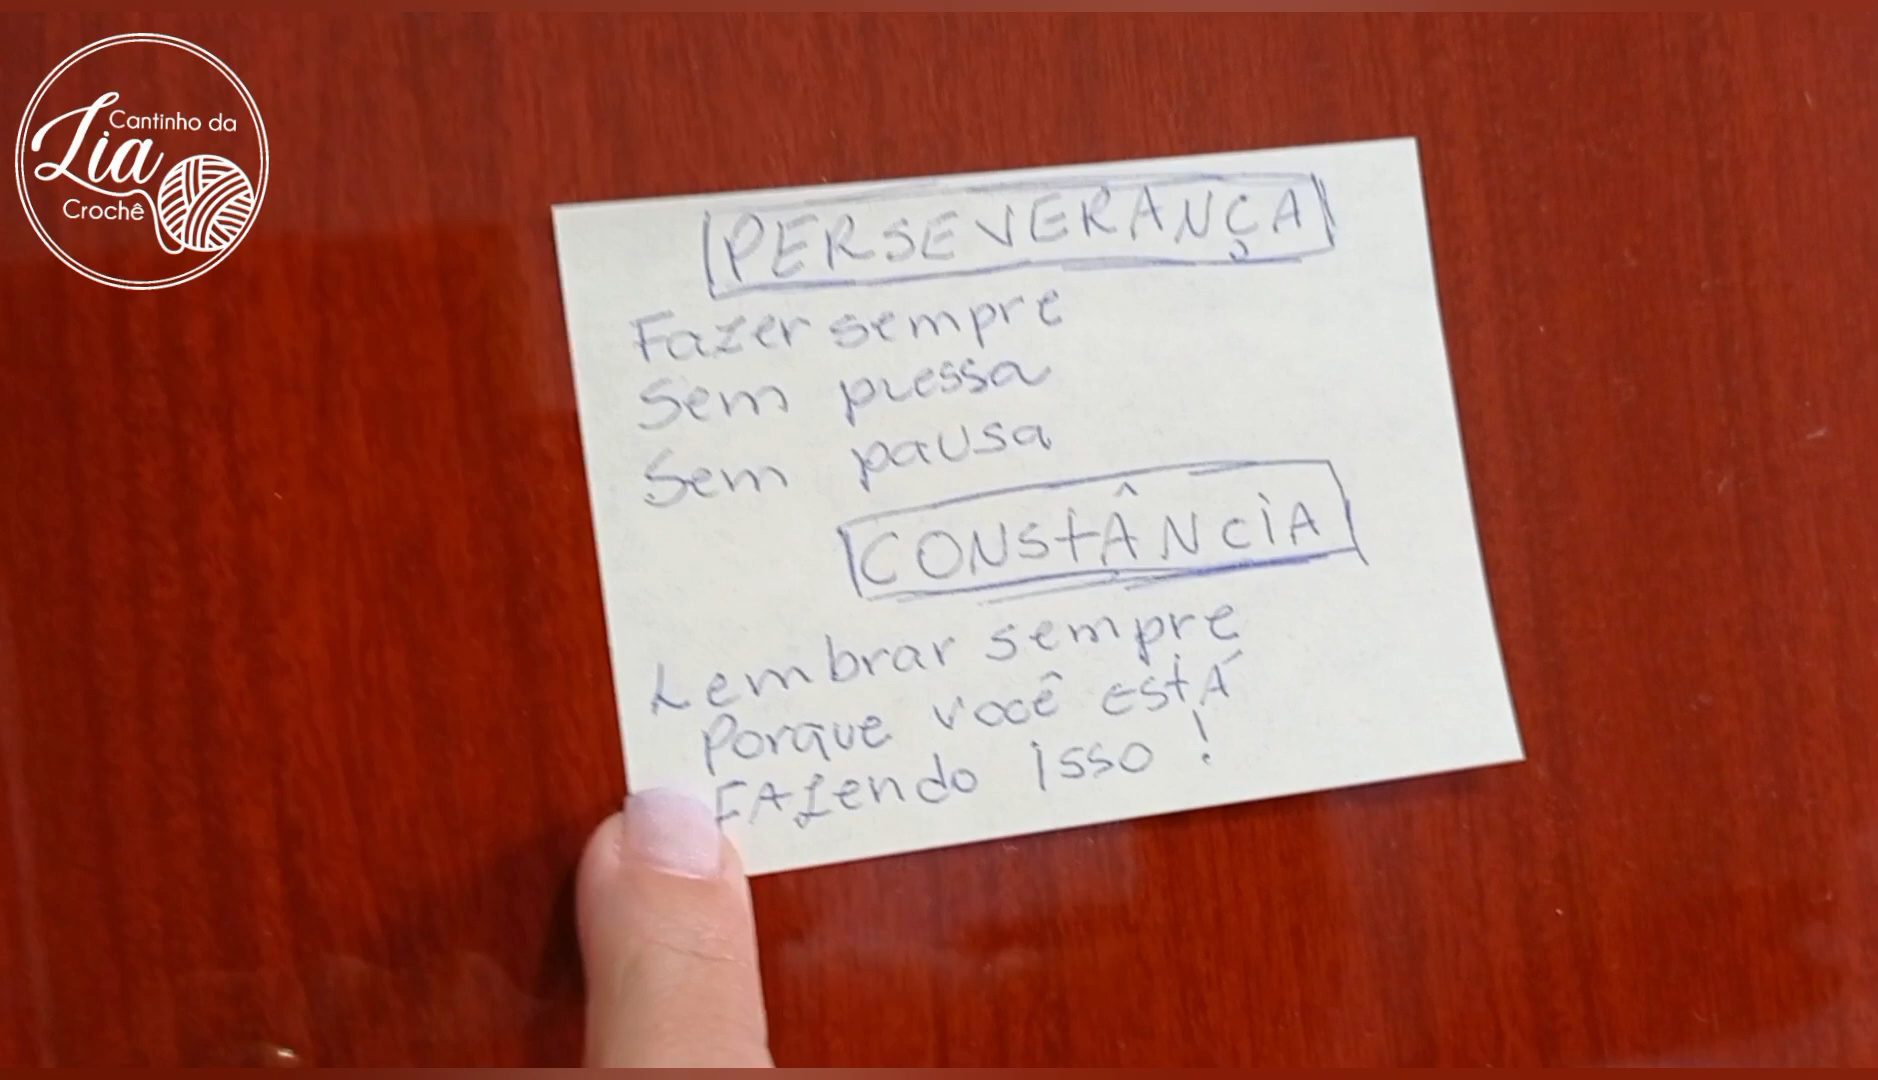 Cantinho da
Lia
Crochê
PERSEVERANÇA
Fazer sempre
Sem pressa
Sem pausa
CONSTÂNCIA
Lembrar sempre
Porque você está
Fazendo isso!